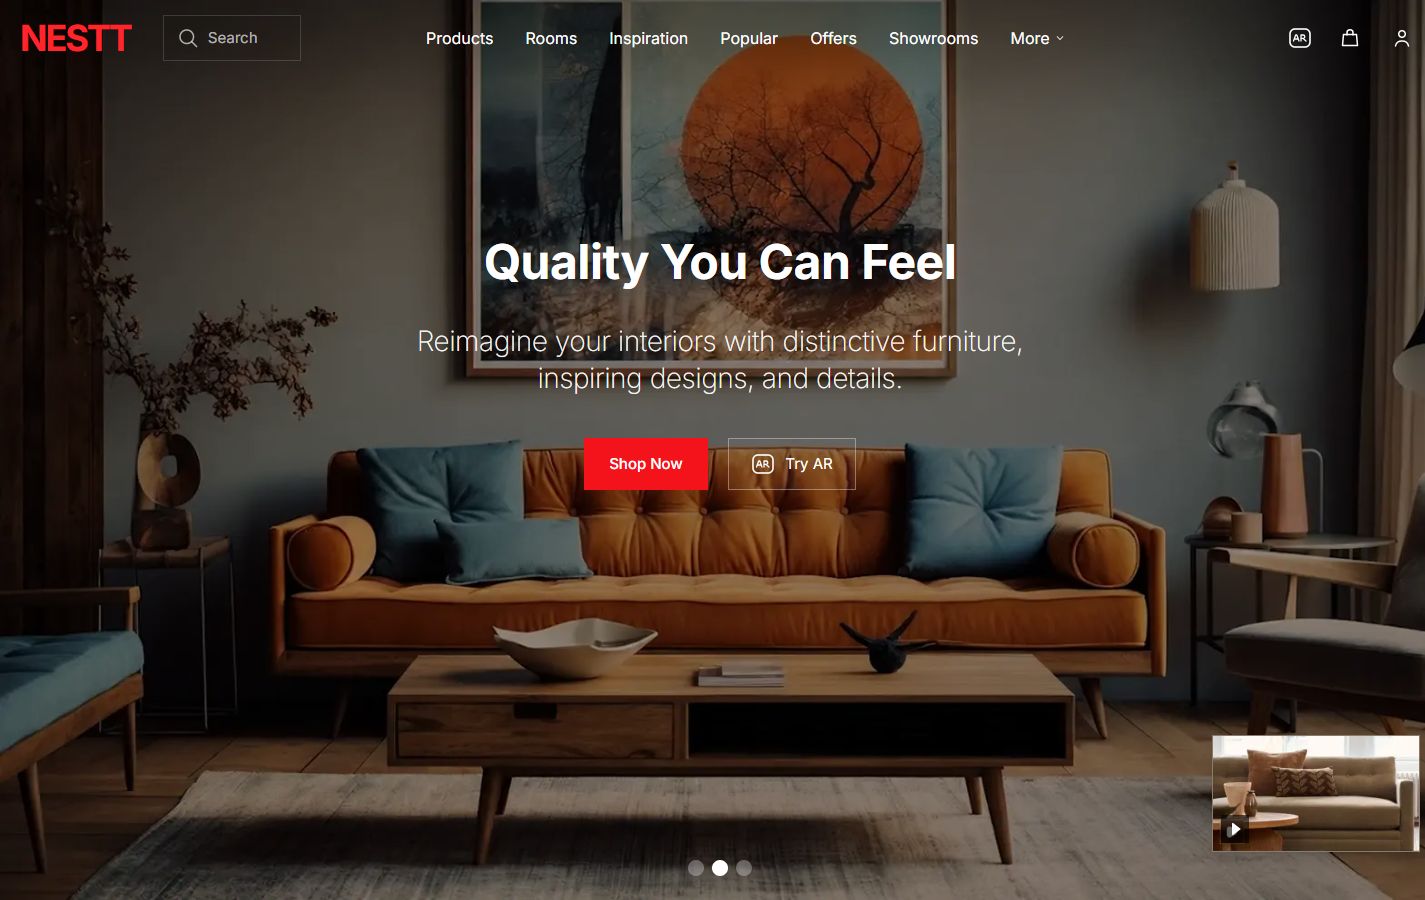 NESTT
Search
Products
Rooms
Inspiration
Popular
Offers
Showrooms
More
AR
Quality You Can Feel
Reimagine your interiors with distinctive furniture,
inspiring designs, and details.
Shop Now
AR Try AR